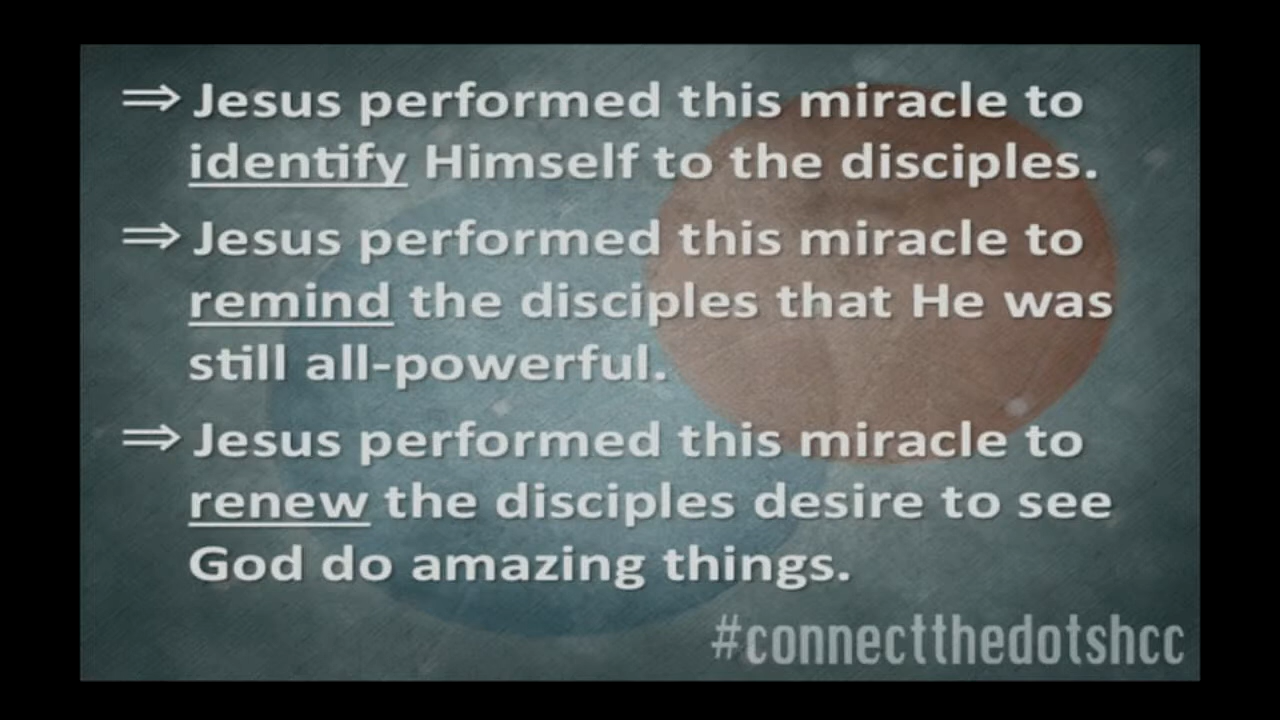 ⇒ Jesus performed this miracle to
identify Himself to the disciples.
⇒ Jesus performed this miracle to
remind the disciples that He was
still all-powerful.
⇒ Jesus performed this miracle to
renew the disciples desire to see
God do amazing things.
#connectthedotshcc